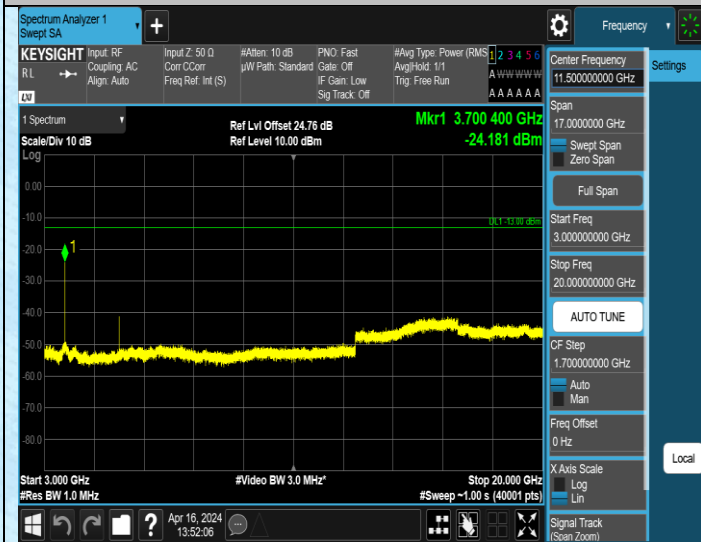 Spectrum Analyzer 1
Swept SA
+
Frequency
KEYSIGHT
RL
LXI
Input: RF
Coupling: AC
Align: Auto
Input Z: 50 Ω
Corr CCorr
Freq Ref: Int (S)
#Atten: 10 dB
µW Path: Standard
PNO: Fast
Gate: Off
IF Gain: Low
Sig Track: Off
#Avg Type: Power (RMS
Avg|Hold: 1/1
Trig: Free Run
1 2 3 4 5 6
A W W W W W
A A A A A A
Center Frequency
11.500000000 GHz
Settings
1 Spectrum
Scale/Div 10 dB
Log
Ref Lvl Offset 24.76 dB
Ref Level 10.00 dBm
Mkr1 3.700 400 GHz
-24.181 dBm
Span
17.0000000 GHz
Swept Span
Zero Span
Full Span
Start Freq
3.000000000 GHz
Stop Freq
20.000000000 GHz
AUTO TUNE
CF Step
1.700000000 GHz
Auto
Man
Freq Offset
0 Hz
X Axis Scale
Log
Lin
Signal Track
(Span Zoom)
Local
0.00
-10.0
DL1 -13.00 dBm
-20.0
1
-30.0
-40.0
-50.0
-60.0
-70.0
-80.0
Start 3.000 GHz
#Res BW 1.0 MHz
#Video BW 3.0 MHz*
Stop 20.000 GHz
#Sweep ~1.00 s (40001 pts)
?
Apr 16, 2024
13:52:06